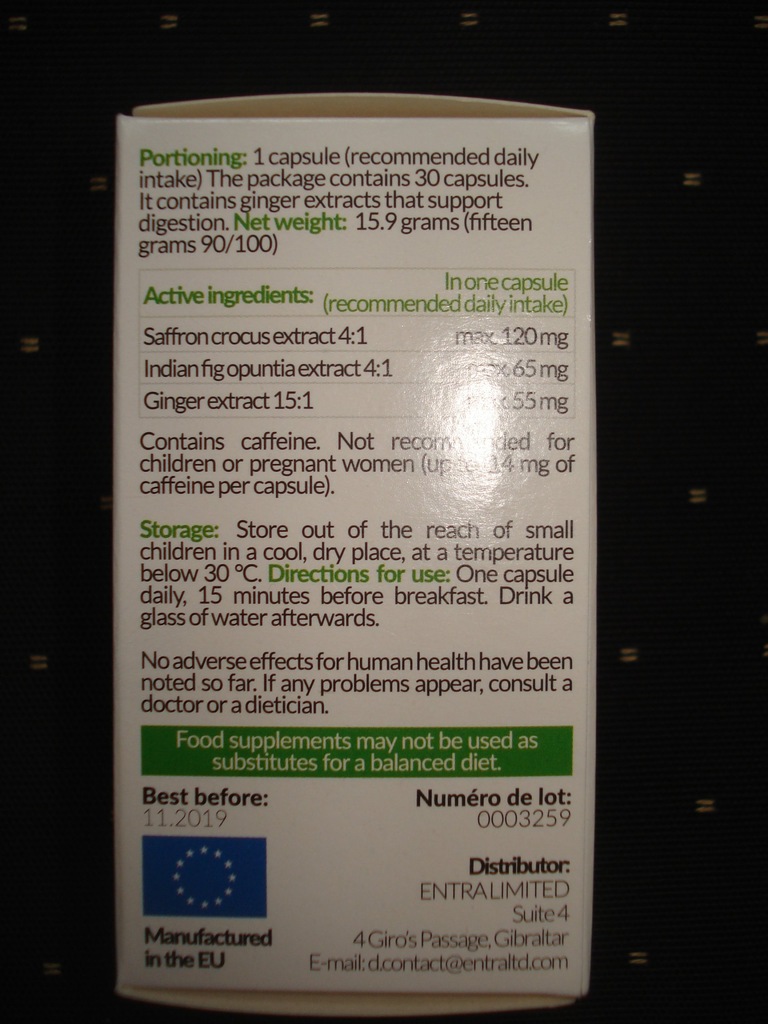 Portioning: 1 capsule (recommended daily
intake) The package contains 30 capsules.
It contains ginger extracts that support
digestion. Net weight: 15.9 grams (fifteen
grams 90/100)
Active ingredients:
In one capsule
(recommended daily intake)
Saffron crocus extract 4:1 max. 120 mg
Indian fig opuntia extract 4:1 max. 65 mg
Ginger extract 15:1 max 55 mg
Contains caffeine. Not recommended for
children or pregnant women (up to 14 mg of
caffeine per capsule).
Storage: Store out of the reach of small
children in a cool, dry place, at a temperature
below 30 °C. Directions for use: One capsule
daily, 15 minutes before breakfast. Drink a
glass of water afterwards.
No adverse effects for human health have been
noted so far. If any problems appear, consult a
doctor or a dietician.
Food supplements may not be used as
substitutes for a balanced diet.
Best before:
11.2019
Numéro de lot:
0003259
Manufactured
in the EU
Distributor:
ENTRA LIMITED
Suite 4
4 Giro's Passage, Gibraltar
E-mail: d.contact@entraltd.com